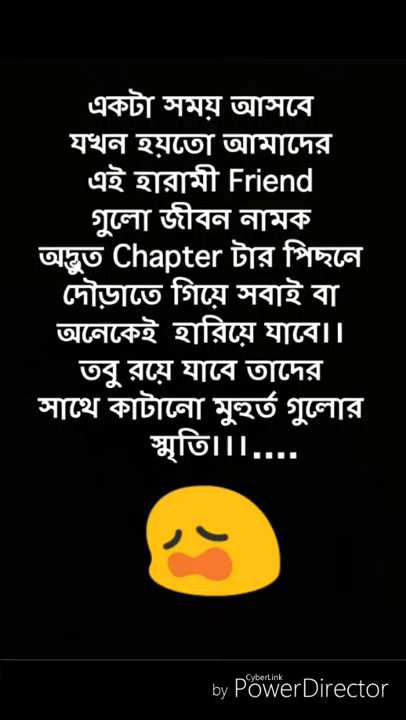 একটা সময় আসবে
যখন হয়তো আমাদের
এই হারামী Friend
গুলো জীবন নামক
অদ্ভুত Chapter টার পিছনে
দৌড়াতে গিয়ে সবাই বা
অনেকেই হারিয়ে যাবে।।
তবু রয়ে যাবে তাদের
সাথে কাটানো মুহুর্ত গুলোর
স্মৃতি।।।....
CyberLink
by PowerDirector